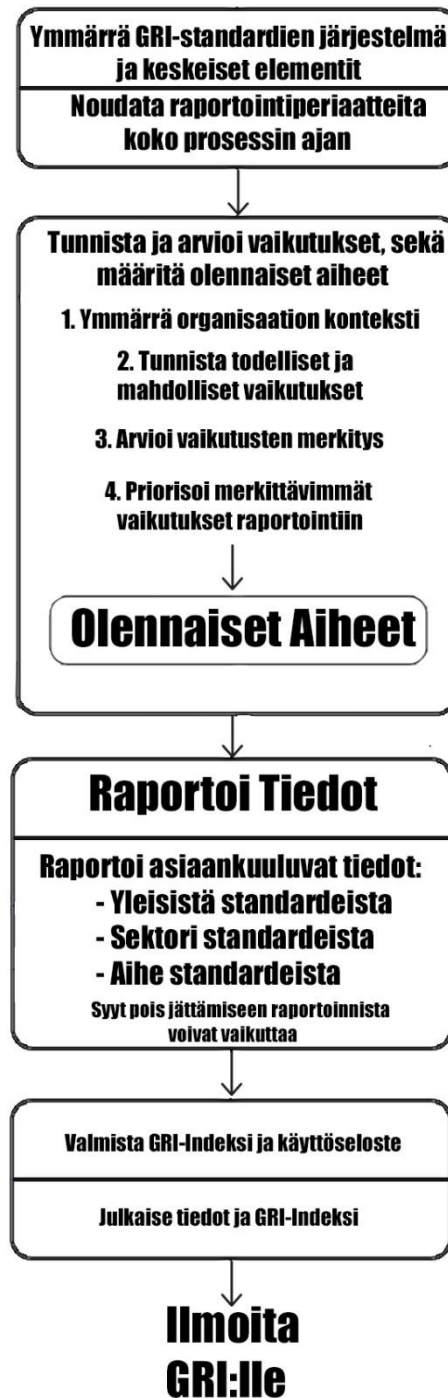 Ymmärrä GRI-standardien järjestelmä
ja keskeiset elementit
Noudata raportointiperiaatteita
koko prosessin ajan
Tunnista ja arvioi vaikutukset, sekä
määritä olennaiset aiheet
1. Ymmärrä organisaation konteksti
2. Tunnista todelliset ja
mahdolliset vaikutukset
3. Arvioi vaikutusten merkitys
4. Priorisoi merkittävimmät
vaikutukset raportointiin
Olennaiset Aiheet
Raportoi Tiedot
Raportoi asiaankuuluvat tiedot:
- Yleisistä standardeista
- Sektori standardeista
- Aihe standardeista
Syyt pois jättämiseen raportoinnista
voivat vaikuttaa
Valmista GRI-Indeksi ja käyttöseloste
Julkaise tiedot ja GRI-Indeksi
Ilmoita
GRI:lle